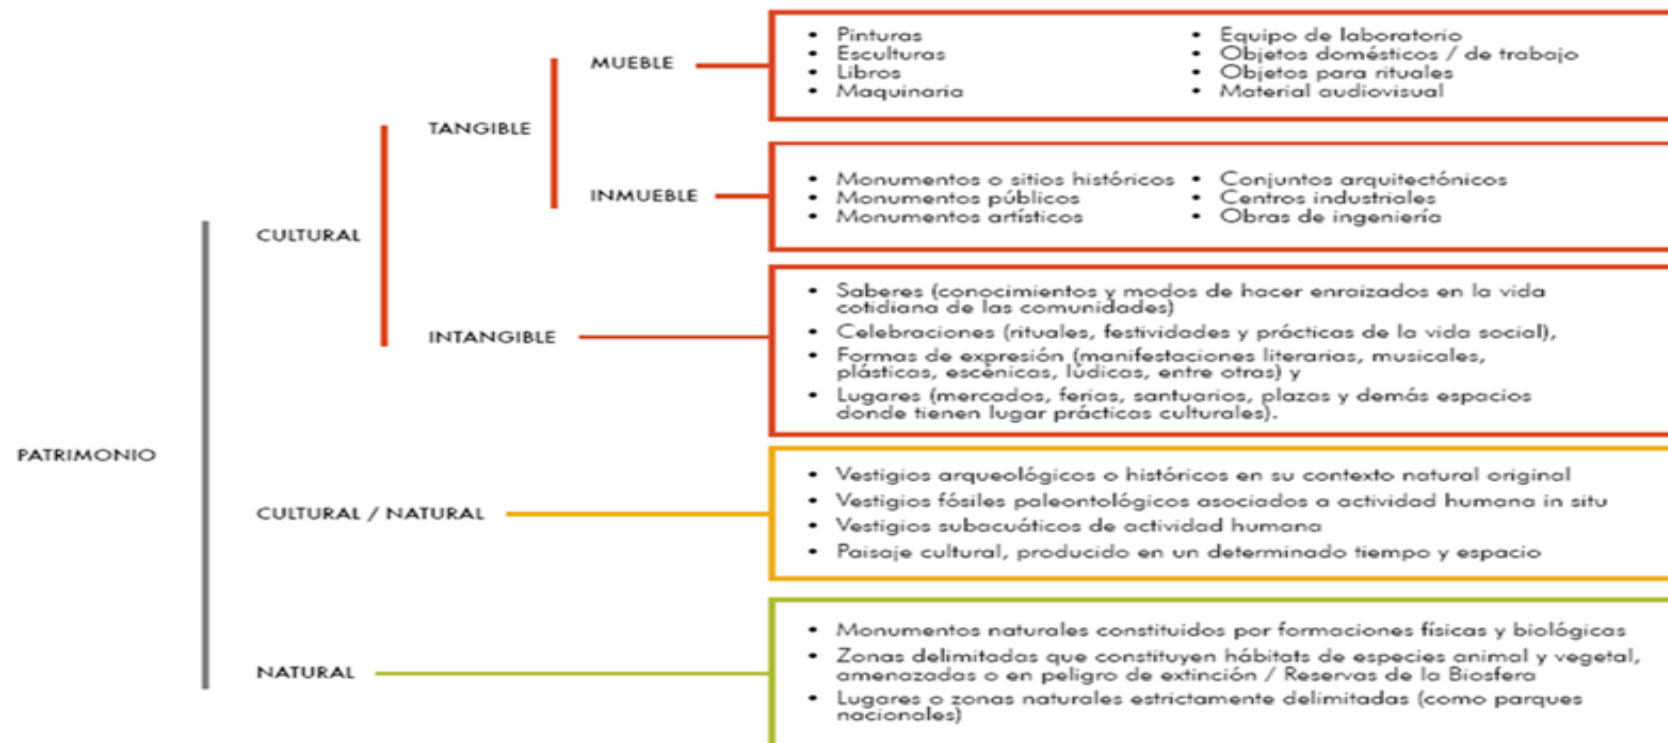 PATRIMONIO
CULTURAL
TANGIBLE
MUEBLE
• Pinturas
• Esculturas
• Libros
• Maquinaria
• Equipo de laboratorio
• Objetos domésticos / de trabajo
• Objetos para rituales
• Material audiovisual
INMUEBLE
• Monumentos o sitios históricos
• Monumentos públicos
• Monumentos artísticos
• Conjuntos arquitectónicos
• Centros industriales
• Obras de ingeniería
INTANGIBLE
• Saberes (conocimientos y modos de hacer enraizados en la vida
cotidiana de las comunidades)
• Celebraciones (rituales, festividades y prácticas de la vida social),
• Formas de expresión (manifestaciones literarias, musicales,
plásticas, escénicas, lúdicas, entre otras) y
• Lugares (mercados, ferias, santuarios, plazas y demás espacios
donde tienen lugar prácticas culturales).
CULTURAL / NATURAL
• Vestigios arqueológicos o históricos en su contexto natural original
• Vestigios fósiles paleontológicos asociados a actividad humana in situ
• Vestigios subacuáticos de actividad humana
• Paisaje cultural, producido en un determinado tiempo y espacio
NATURAL
• Monumentos naturales constituidos por formaciones físicas y biológicas
• Zonas delimitadas que constituyen hábitats de especies animal y vegetal,
amenazadas o en peligro de extinción / Reservas de la Biosfera
• Lugares o zonas naturales estrictamente delimitadas (como parques
nacionales)